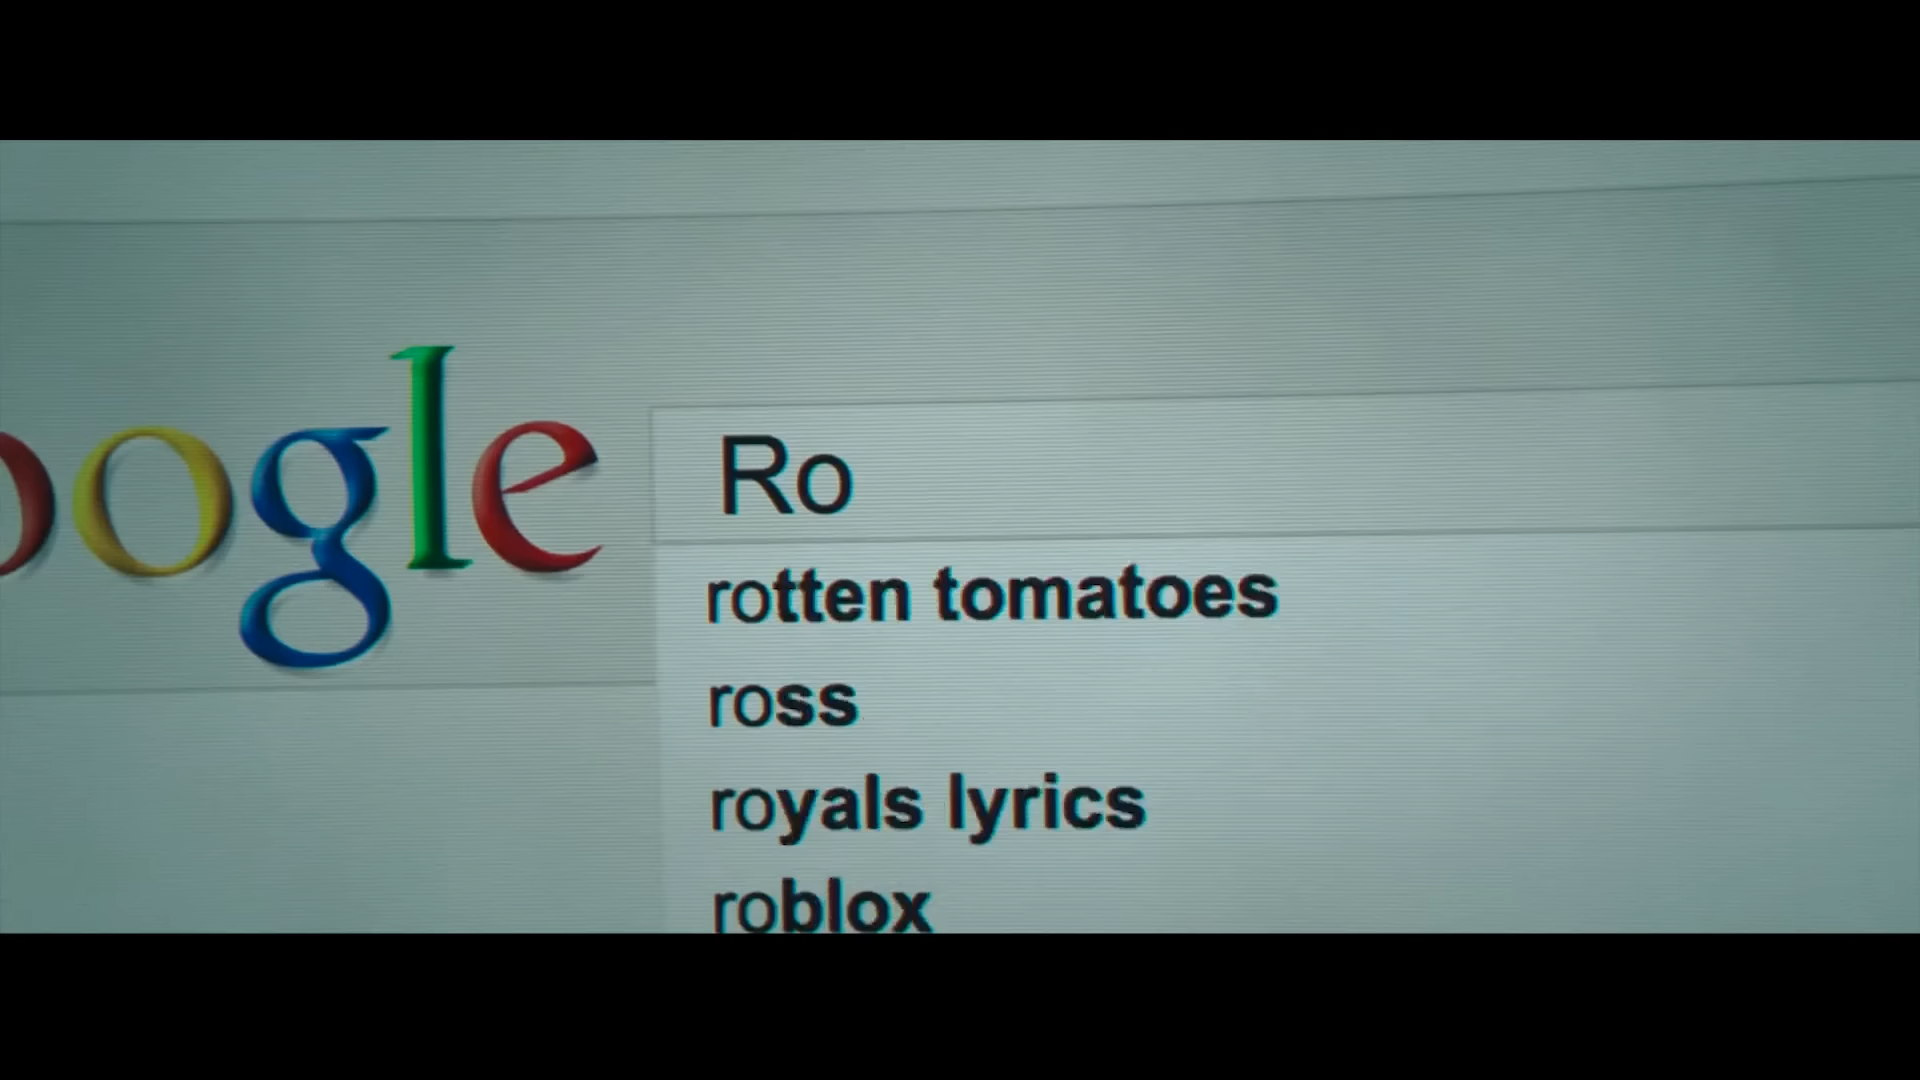 oogle
Ro
rotten tomatoes
ross
royals lyrics
roblox